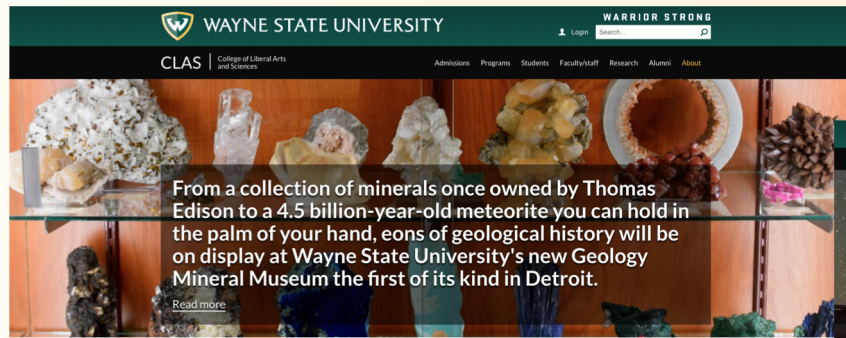 WAYNE STATE UNIVERSITY
WARRIOR STRONG
Login Search...
CLAS College of Liberal Arts
and Sciences
Admissions Programs Students Faculty/staff Research Alumni About
From a collection of minerals once owned by Thomas
Edison to a 4.5 billion-year-old meteorite you can hold in
the palm of your hand, eons of geological history will be
on display at Wayne State University's new Geology
Mineral Museum the first of its kind in Detroit.
Read more